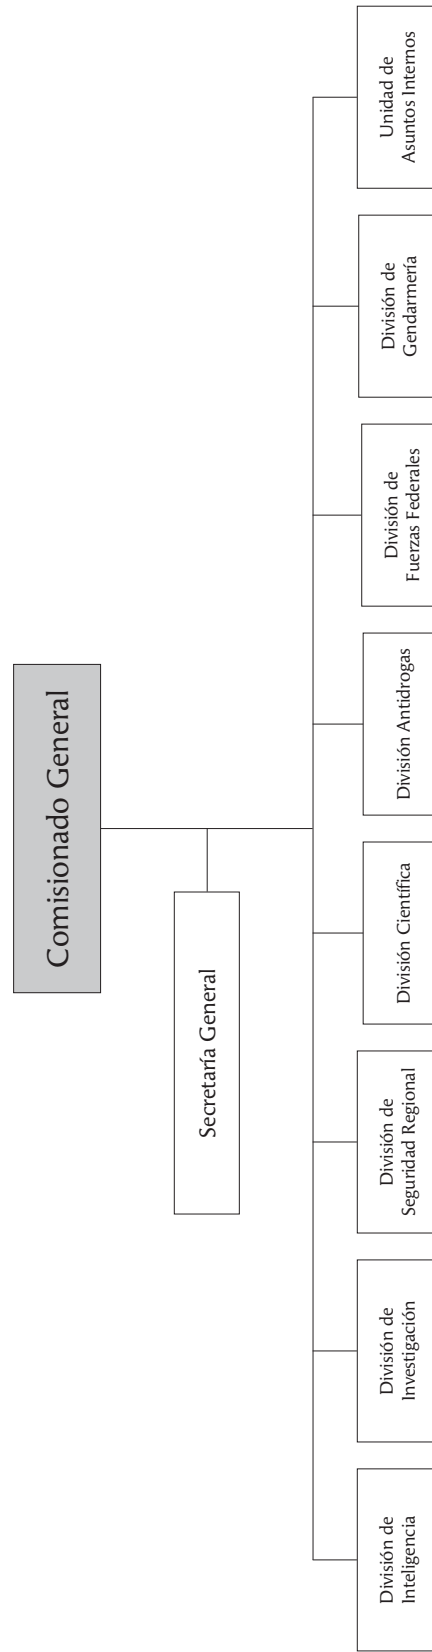 Comisionado General
Secretaría General
División de
Inteligencia
División de
Investigación
División de
Seguridad Regional
División Científica
División Antidrogas
División de
Fuerzas Federales
División de
Gendarmería
Unidad de
Asuntos Internos